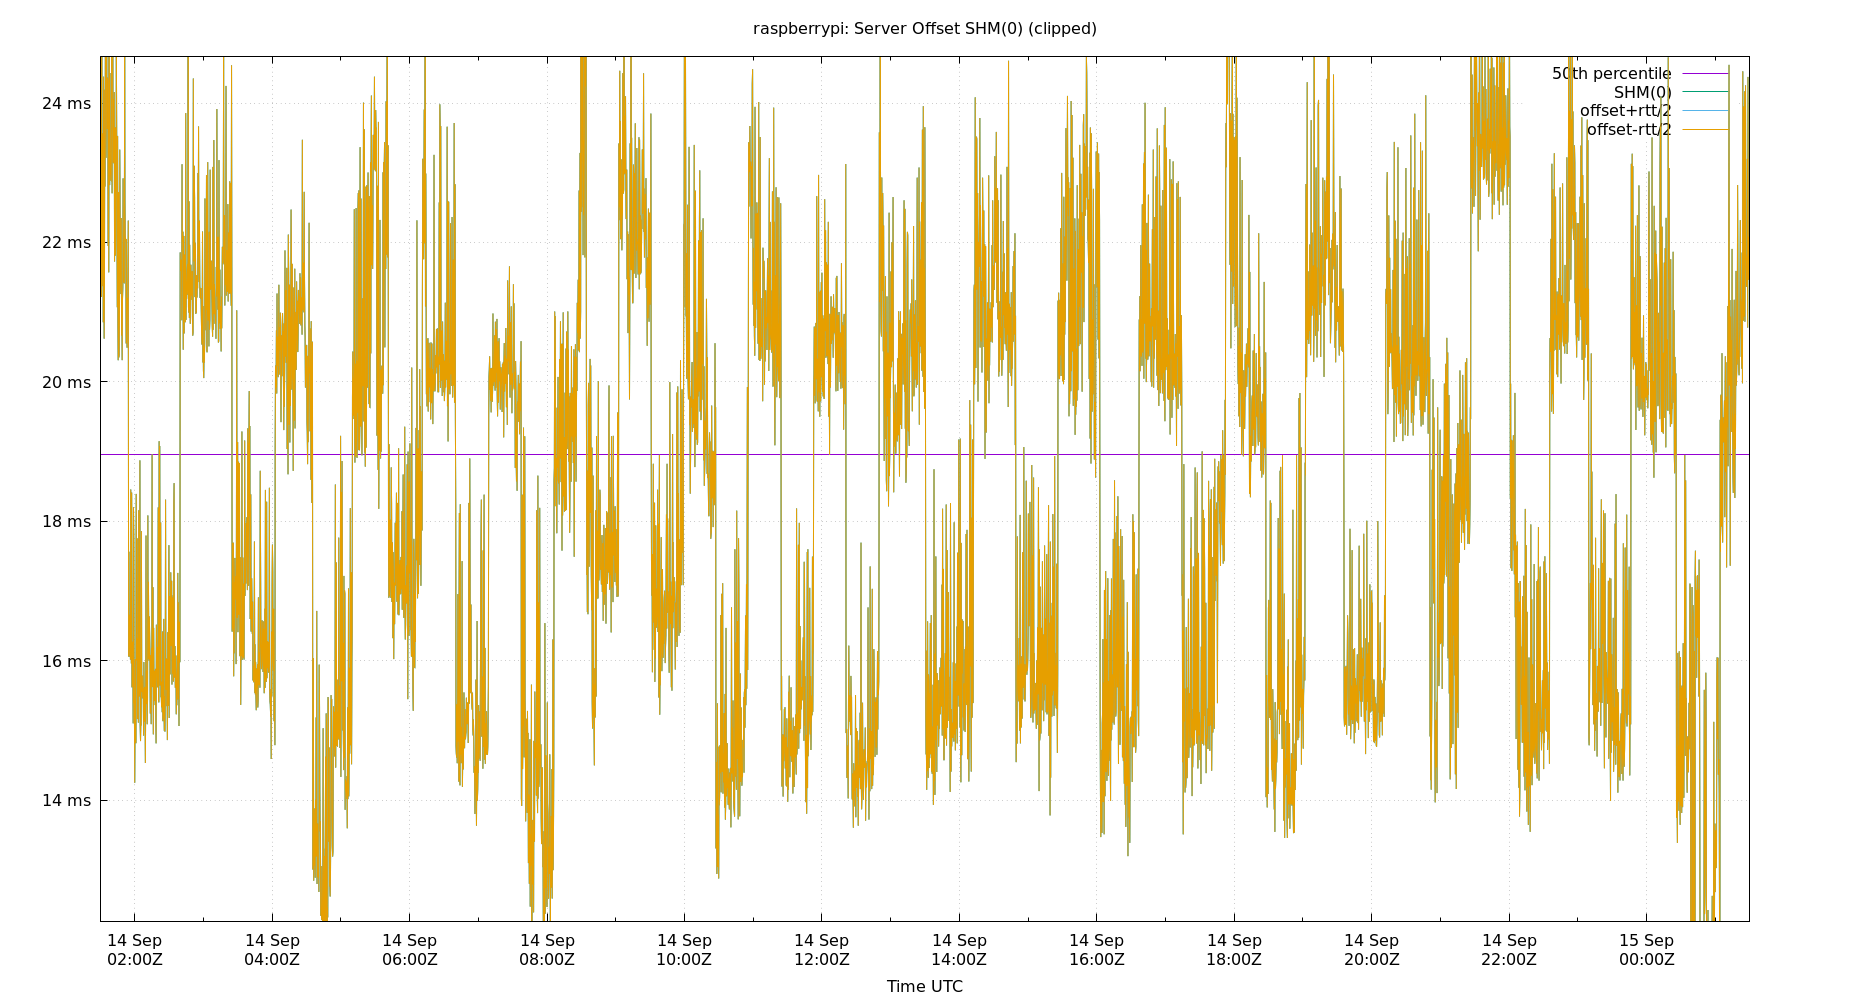 raspberrypi: Server Offset SHM(0) (clipped)
50th percentile
SHM(0)
offset+rtt/2
offset-rtt/2
24 ms
22 ms
20 ms
18 ms
16 ms
14 ms
14 Sep 14 Sep 14 Sep 14 Sep 14 Sep 14 Sep 14 Sep 14 Sep 14 Sep 14 Sep 14 Sep 15 Sep
02:00Z 04:00Z 06:00Z 08:00Z 10:00Z 12:00Z 14:00Z 16:00Z 18:00Z 20:00Z 22:00Z 00:00Z
Time UTC